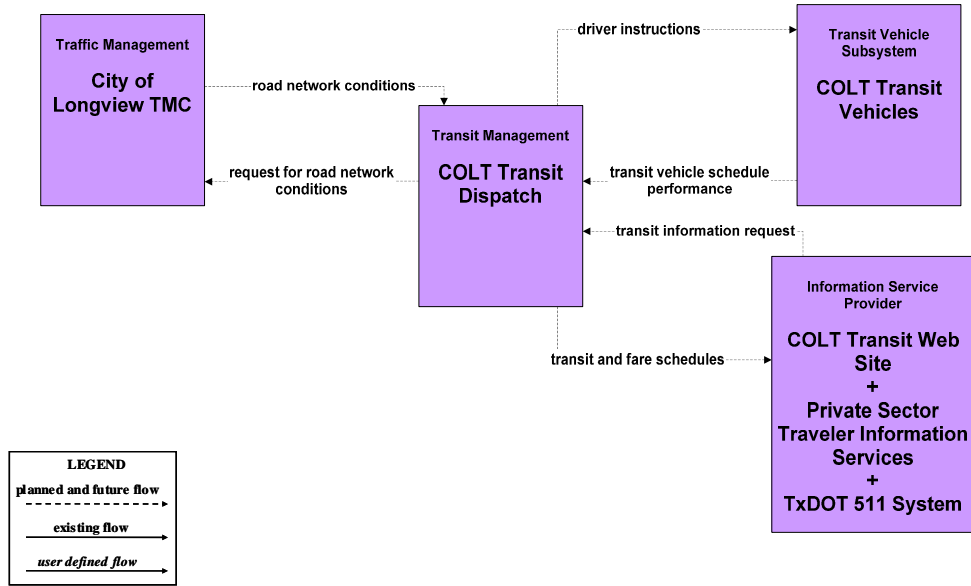 Traffic Management
City of
Longview TMC
road network conditions
request for road network
conditions
Transit Management
COLT Transit
Dispatch
driver instructions
Transit Vehicle
Subsystem
COLT Transit
Vehicles
transit vehicle schedule
performance
transit information request
transit and fare schedules
Information Service
Provider
COLT Transit Web
Site
+
Private Sector
Traveler Information
Services
+
TxDOT 511 System
LEGEND
planned and future flow
existing flow
user defined flow